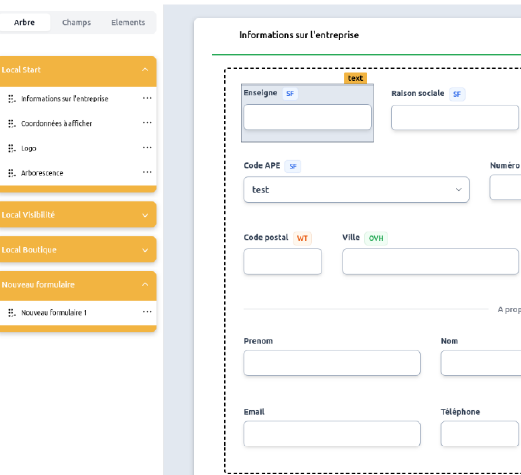 Arbre Champs Elements
Local Start
Informations sur l'entreprise
Coordonnées à afficher
Logo
Arborescence
Local Visibilité
Local Boutique
Nouveau formulaire
Nouveau formulaire 1
Informations sur l'entreprise
text
Enseigne SF Raison sociale SF
Code APE SF Numéro
test
Code postal WT Ville OVH
A prop
Prenom Nom
Email Téléphone